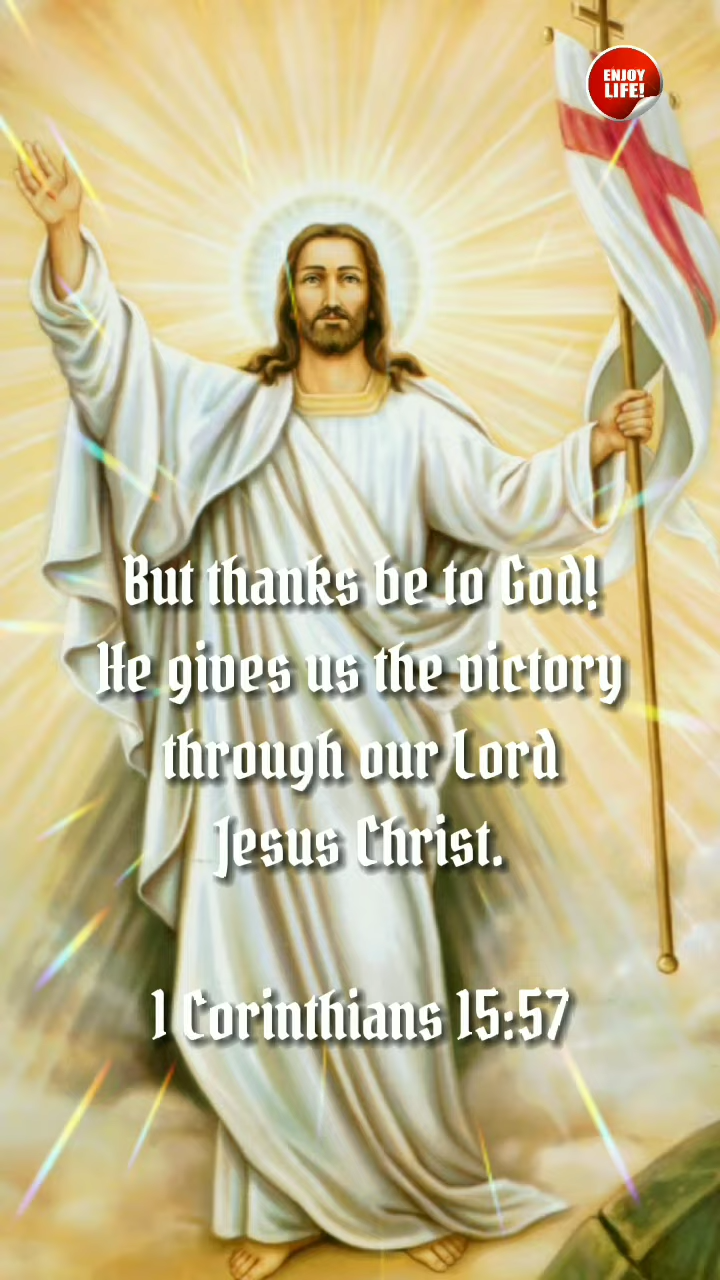 ENJOY
LIFE!
But thanks be to God!
He gives us the victory
through our Lord
Jesus Christ.
1 Corinthians 15:57